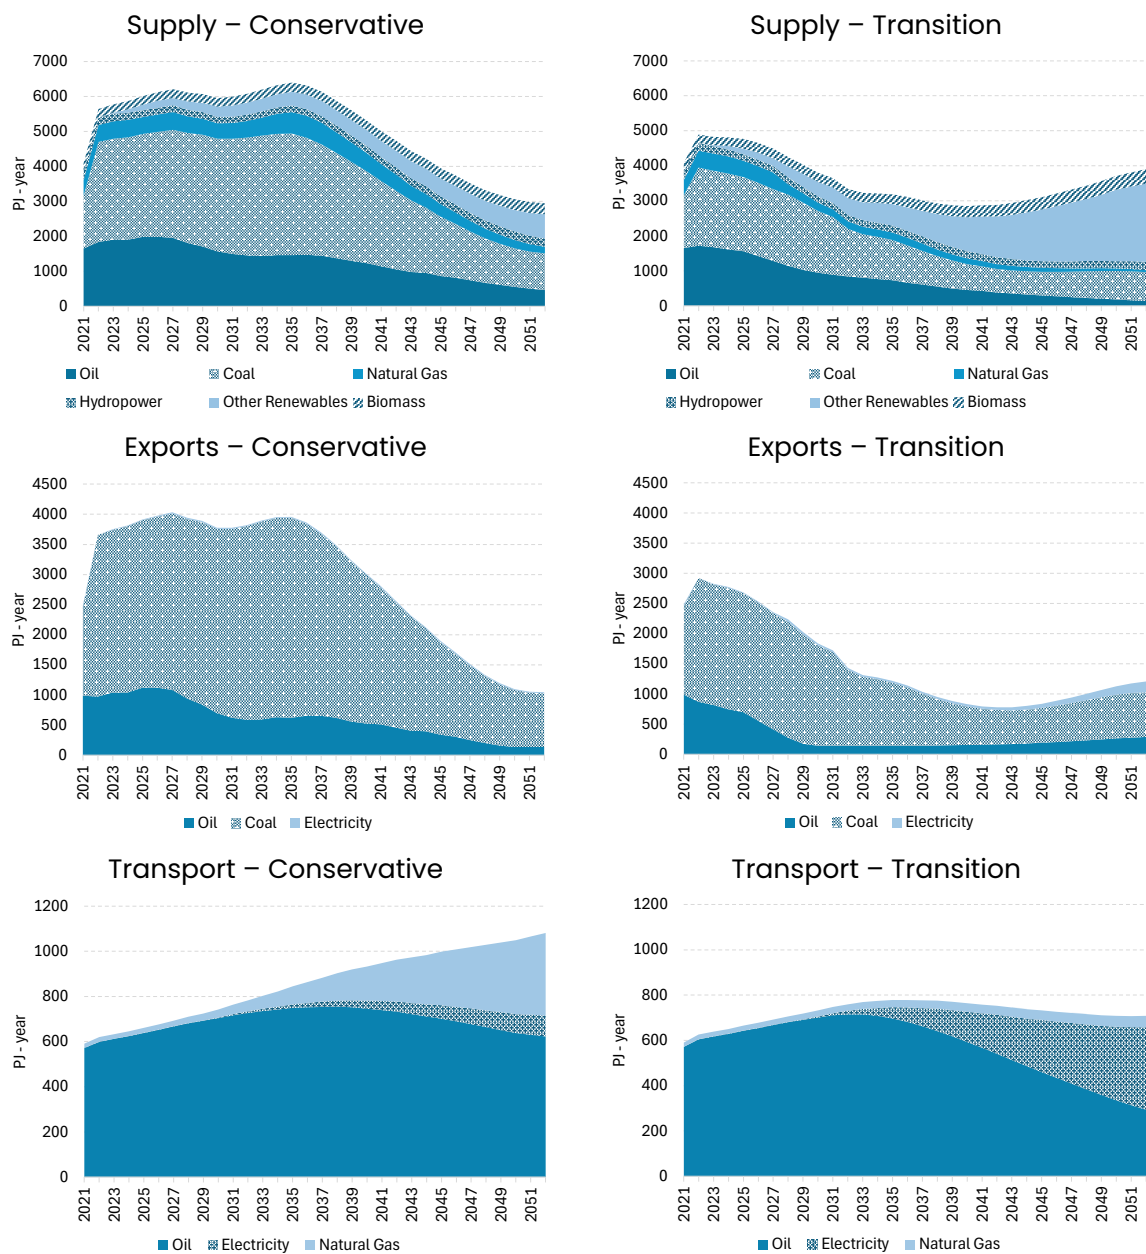 Supply – Conservative
PJ - year
7000
6000
5000
4000
3000
2000
1000
0
2021 2023 2025 2027 2029 2031 2033 2035 2037 2039 2041 2043 2045 2047 2049 2051
Oil Coal Natural Gas
Hydropower Other Renewables Biomass
Supply – Transition
PJ - year
7000
6000
5000
4000
3000
2000
1000
0
2021 2023 2025 2027 2029 2031 2033 2035 2037 2039 2041 2043 2045 2047 2049 2051
Oil Coal Natural Gas
Hydropower Other Renewables Biomass
Exports – Conservative
PJ - year
4500
4000
3500
3000
2500
2000
1500
1000
500
0
2021 2023 2025 2027 2029 2031 2033 2035 2037 2039 2041 2043 2045 2047 2049 2051
Oil Coal Electricity
Exports – Transition
PJ - year
4500
4000
3500
3000
2500
2000
1500
1000
500
0
2021 2023 2025 2027 2029 2031 2033 2035 2037 2039 2041 2043 2045 2047 2049 2051
Oil Coal Electricity
Transport – Conservative
PJ - year
1200
1000
800
600
400
200
0
2021 2023 2025 2027 2029 2031 2033 2035 2037 2039 2041 2043 2045 2047 2049 2051
Oil Electricity Natural Gas
Transport – Transition
PJ - year
1200
1000
800
600
400
200
0
2021 2023 2025 2027 2029 2031 2033 2035 2037 2039 2041 2043 2045 2047 2049 2051
Oil Electricity Natural Gas